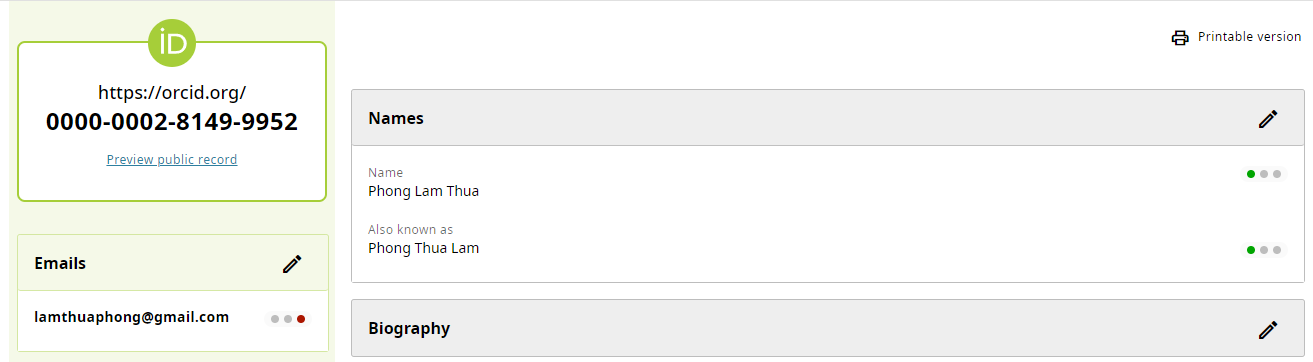 iD
https://orcid.org/
0000-0002-8149-9952
Preview public record
Emails
lamthuaphong@gmail.com
Printable version
Names
Name
Phong Lam Thua
Also known as
Phong Thua Lam
Biography